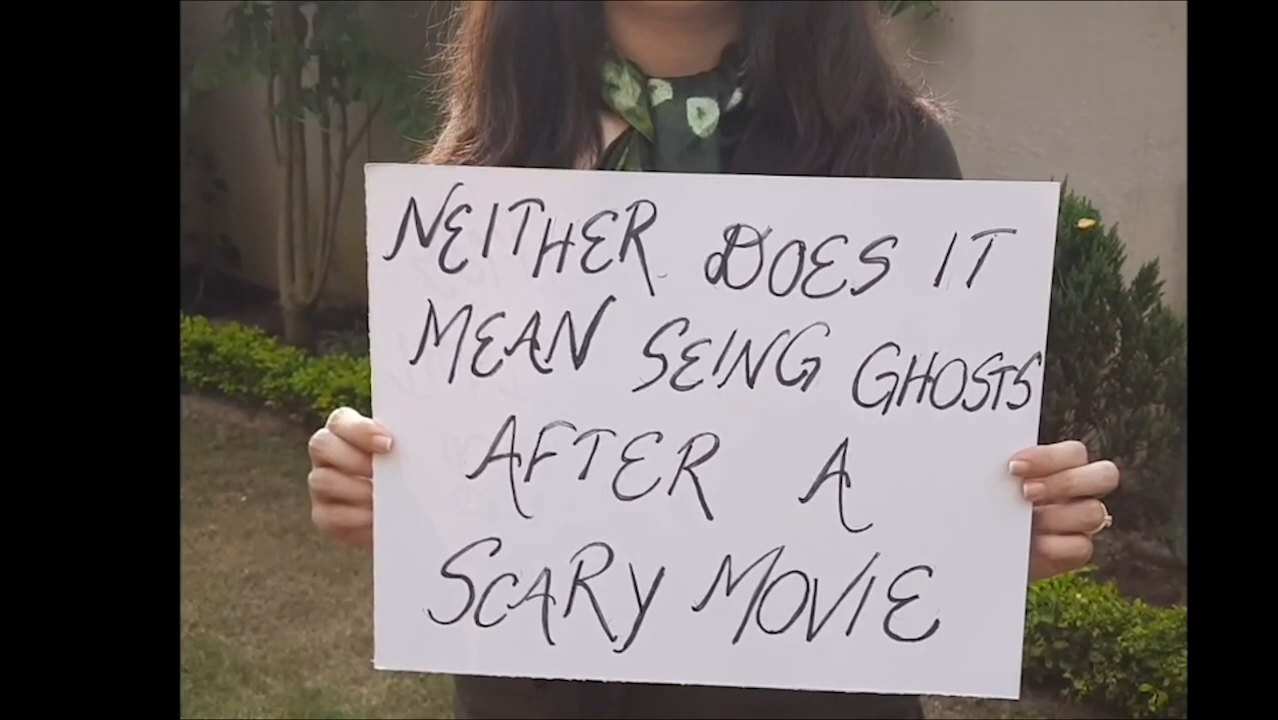 NEITHER DOES IT
MEAN SEING GHOSTS
AFTER A
SCARY MOVIE